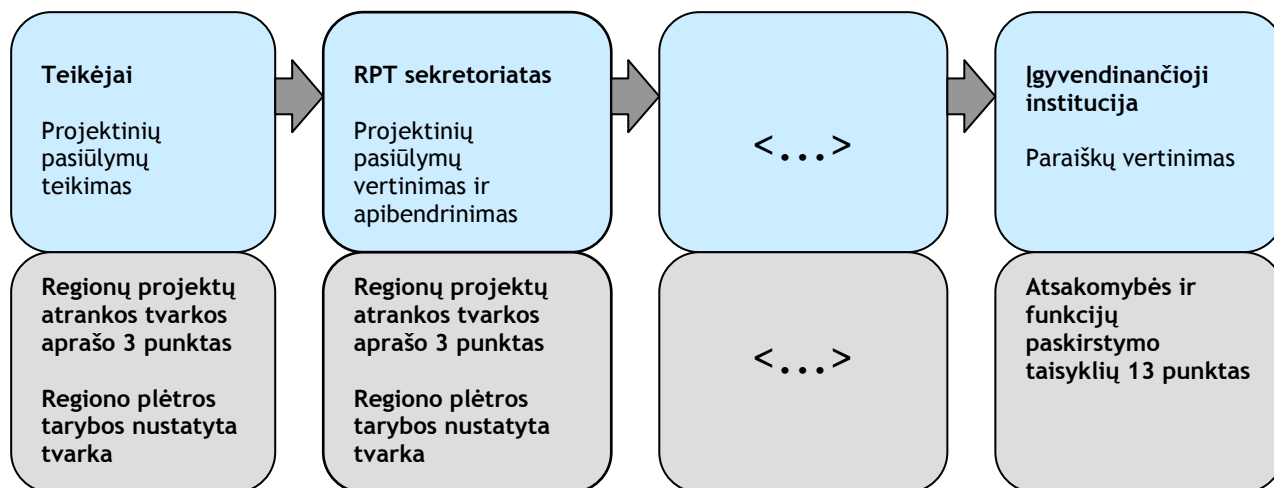 Teikėjai
Projektinių
pasiūlymų
teikimas
RPT sekretoriatas
Projektinių
pasiūlymų
vertinimas ir
apibendrinimas
<...>
Įgyvendinančioji
institucija
Paraiškų vertinimas
Regionų projektų
atrankos tvarkos
aprašo 3 punktas
Regiono plėtros
tarybos nustatyta
tvarka
Regionų projektų
atrankos tvarkos
aprašo 3 punktas
Regiono plėtros
tarybos nustatyta
tvarka
<...>
Atsakomybės ir
funkcijų
paskirstymo
taisyklių 13 punktas